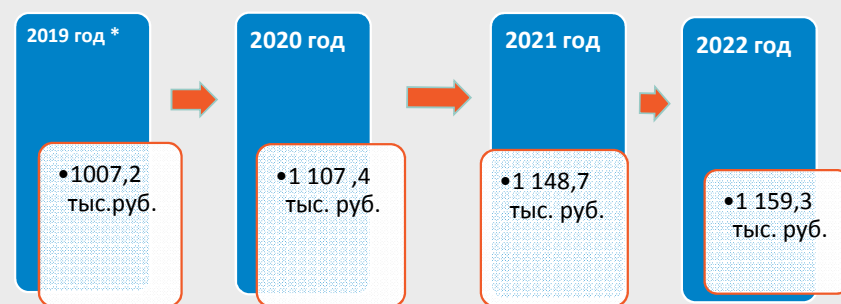 2019 год *
•1007,2
тыс.руб.
2020 год
•1 107 ,4
тыс. руб.
2021 год
•1 148,7
тыс. руб.
2022 год
•1 159,3
тыс. руб.